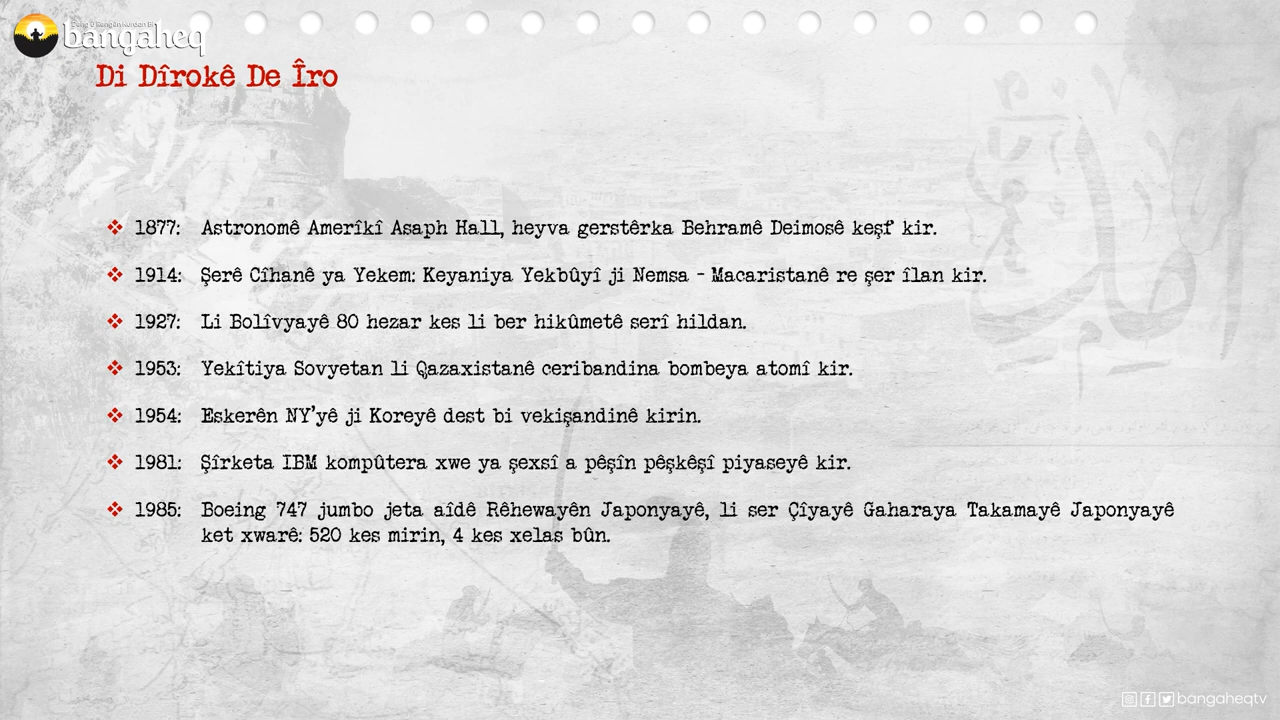 bangaheq
Di Dîrokê De Îro
1877: Astronomê Amerîkî Asaph Hall, heyva gerstêrka Behramê Deimosê keşf kir.
1914: Şerê Cîhanê ya Yekem: Keyaniya Yekbûyî ji Nemsa - Macaristanê re şer îlan kir.
1927: Li Bolîvyayê 80 hezar kes li ber hikûmetê serî hildan.
1953: Yekîtiya Sovyetan li Qazaxistanê ceribandina bombeya atomî kir.
1954: Eskerên NY'yê ji Koreyê dest bi vekişandinê kirin.
1981: Şîrketa IBM kompûtera xwe ya şexsî a pêşîn pêşkêşî piyaseyê kir.
1985: Boeing 747 jumbo jeta aîdê Rêhewayên Japonyayê, li ser Çîyayê Gaharaya Takamayê Japonyayê
ket xwarê: 520 kes mirin, 4 kes xelas bûn.
bangaheqtv